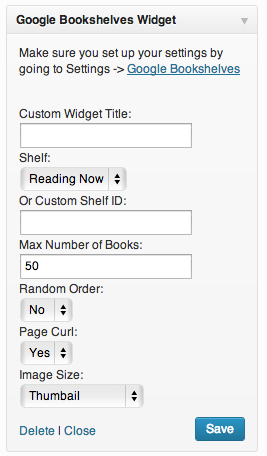 Google Bookshelves Widget
Make sure you set up your settings by
going to Settings -> Google Bookshelves
Custom Widget Title:
Shelf:
Reading Now
Or Custom Shelf ID:
Max Number of Books:
50
Random Order:
No
Page Curl:
Yes
Image Size:
Thumbail
Delete | Close
Save